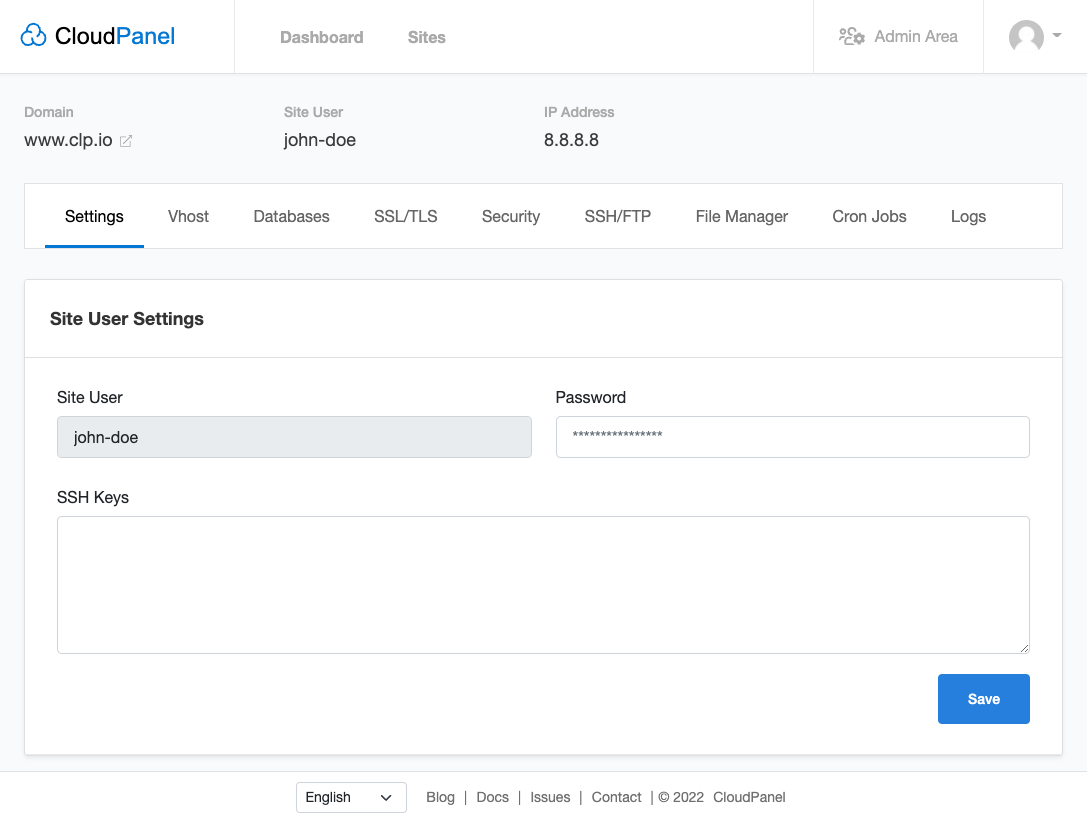 CloudPanel Dashboard Sites Admin Area
Domain Site User IP Address
www.clp.io john-doe 8.8.8.8
Settings Vhost Databases SSL/TLS Security SSH/FTP File Manager Cron Jobs Logs
Site User Settings
Site User Password
john-doe ****************
SSH Keys
Save
English Blog | Docs | Issues | Contact | © 2022 CloudPanel